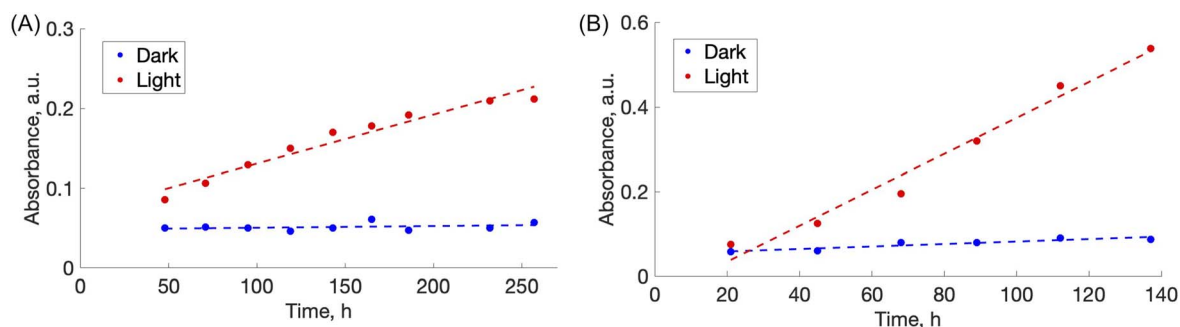 (A)
0.3
0.2
0.1
0
Absorbance, a.u.
Dark
Light
0 50 100 150 200 250
Time, h
(B)
0.6
0.4
0.2
0
Absorbance, a.u.
Dark
Light
0 20 40 60 80 100 120 140
Time, h